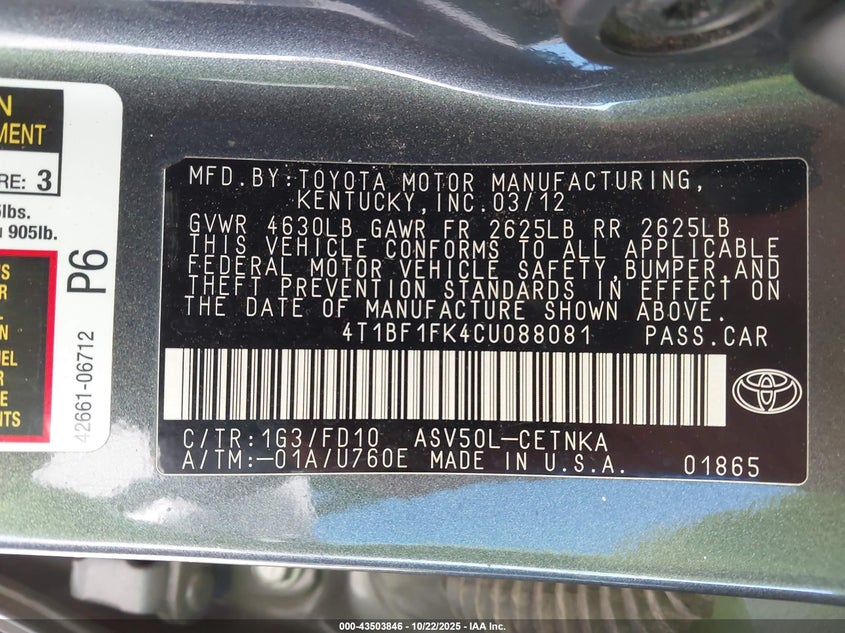 N
MENT
RE: 3
lbs.
905lb.
TS
R
L.
N
UEL
R
E
NTS
P6
42661-06712
MFD.BY:TOYOTA MOTOR MANUFACTURING,
KENTUCKY,INC.03/12
GVWR 4630LB GAWR FR 2625LB RR 2625LB
THIS VEHICLE CONFORMS TO ALL APPLICABLE
FEDERAL MOTOR VEHICLE SAFETY,BUMPER,AND
THEFT PREVENTION STANDARDS IN EFFECT ON
THE DATE OF MANUFACTURE SHOWN ABOVE.
4T1BF1FK4CU088081 PASS.CAR
C/TR:1G3/FD10 ASV50L-CETNKA
A/TM:-01A/U760E MADE IN U.S.A. 01865
000-43503846 - 10/22/2025 - IAA Inc.